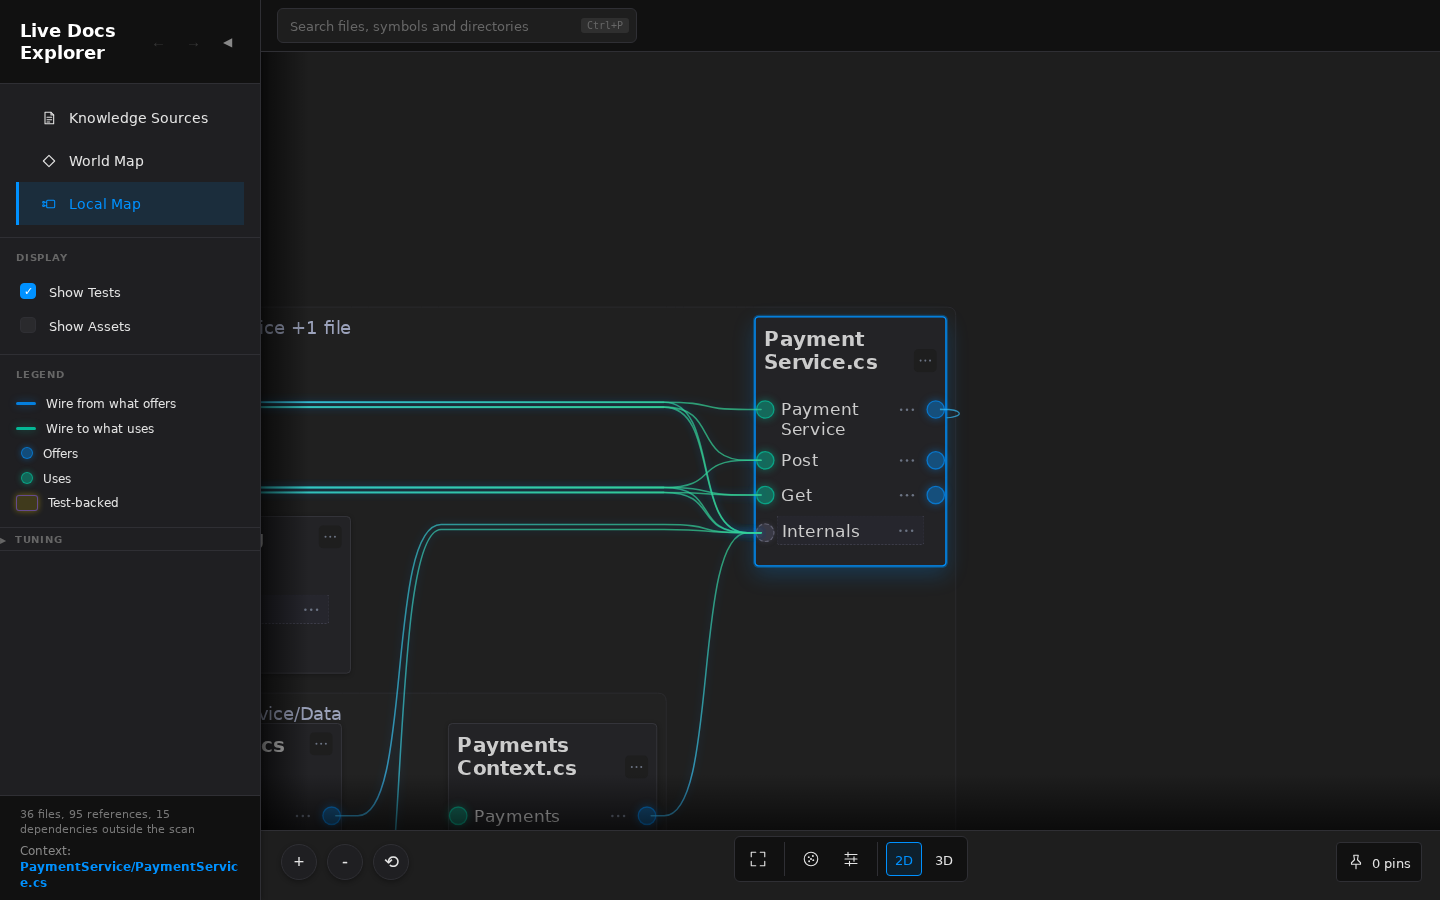 Live Docs
Explorer
Search files, symbols and directories
Ctrl+P
Knowledge Sources
World Map
Local Map
DISPLAY
Show Tests
Show Assets
LEGEND
Wire from what offers
Wire to what uses
Offers
Uses
Test-backed
TUNING
36 files, 95 references, 15
dependencies outside the scan
Context:
PaymentService/PaymentServic
e.cs
ice +1 file
Payment
Service.cs
Payment
Service
Post
Get
Internals
vice/Data
cs
Payments
Context.cs
Payments
+
-
2D
3D
0 pins